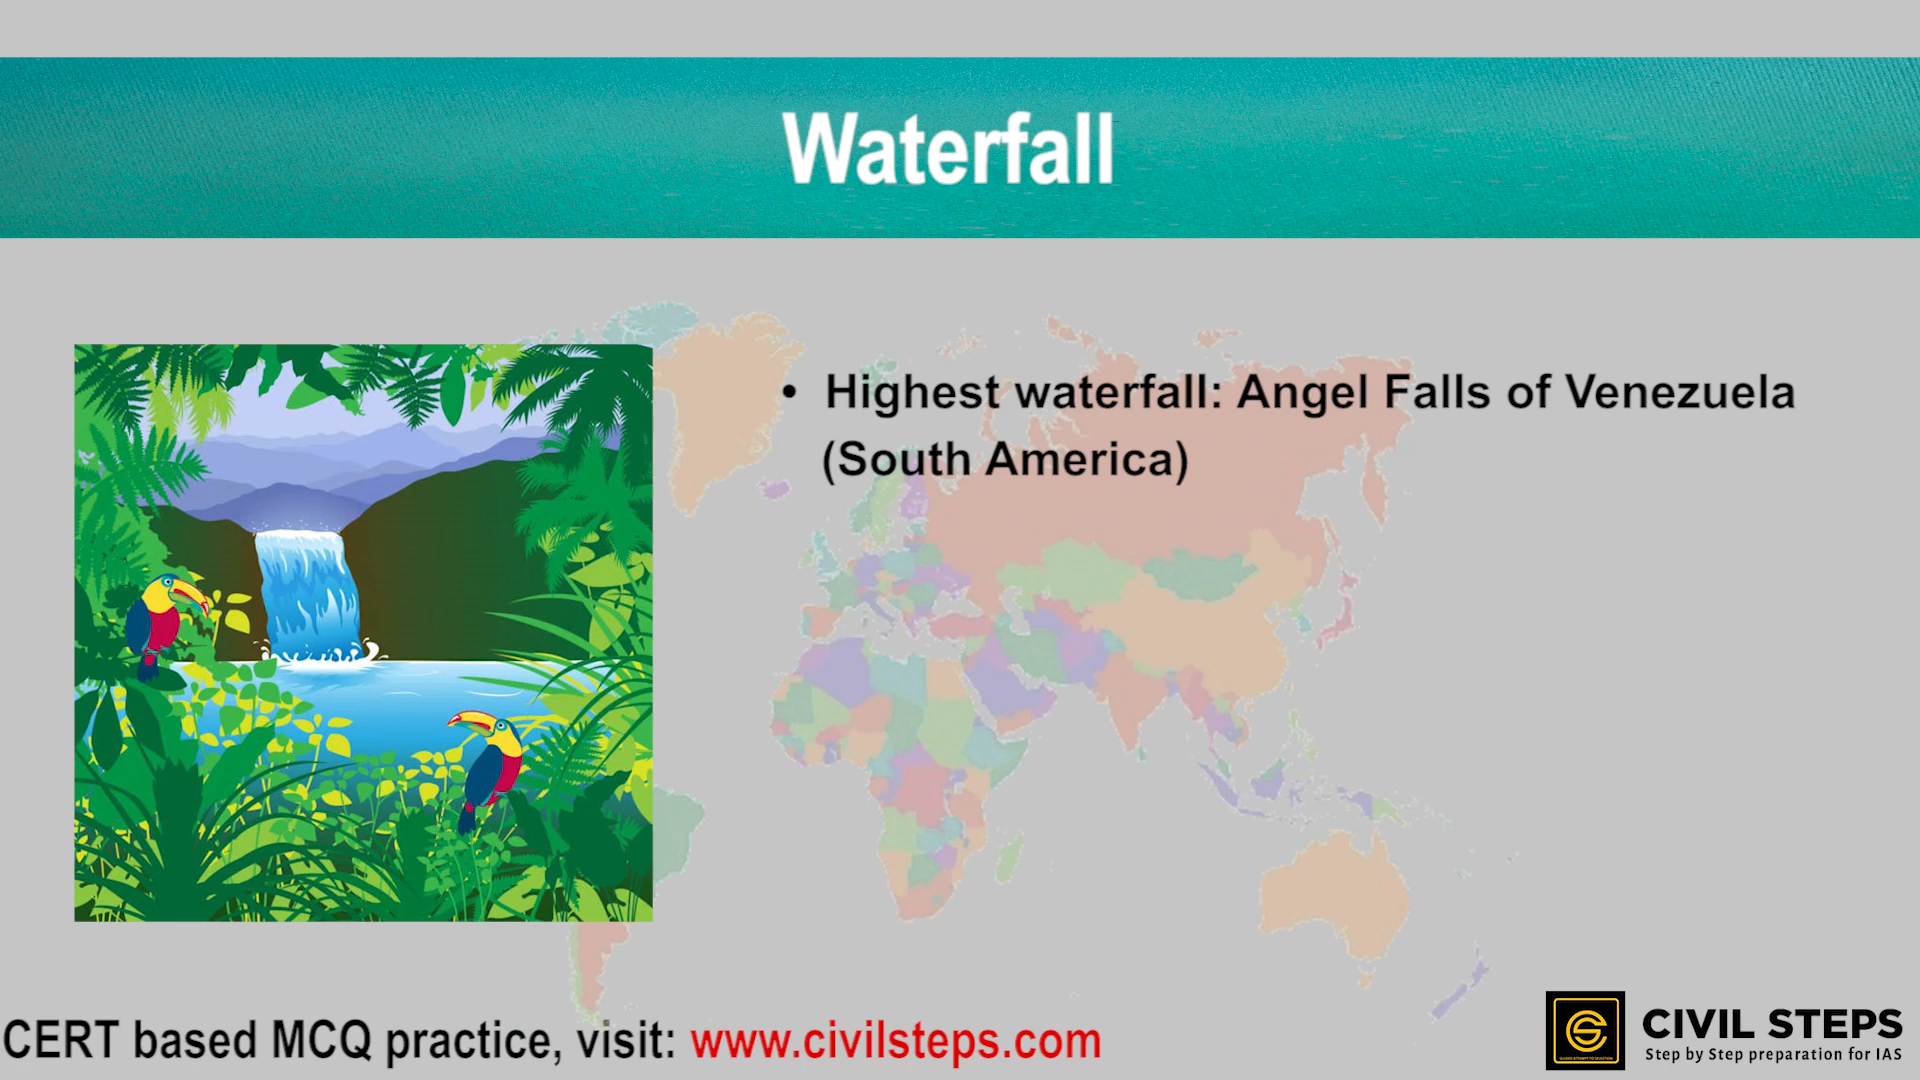 Waterfall
• Highest waterfall: Angel Falls of Venezuela
(South America)
CERT based MCQ practice, visit: www.civilsteps.com
CIVIL STEPS
Step by Step preparation for IAS